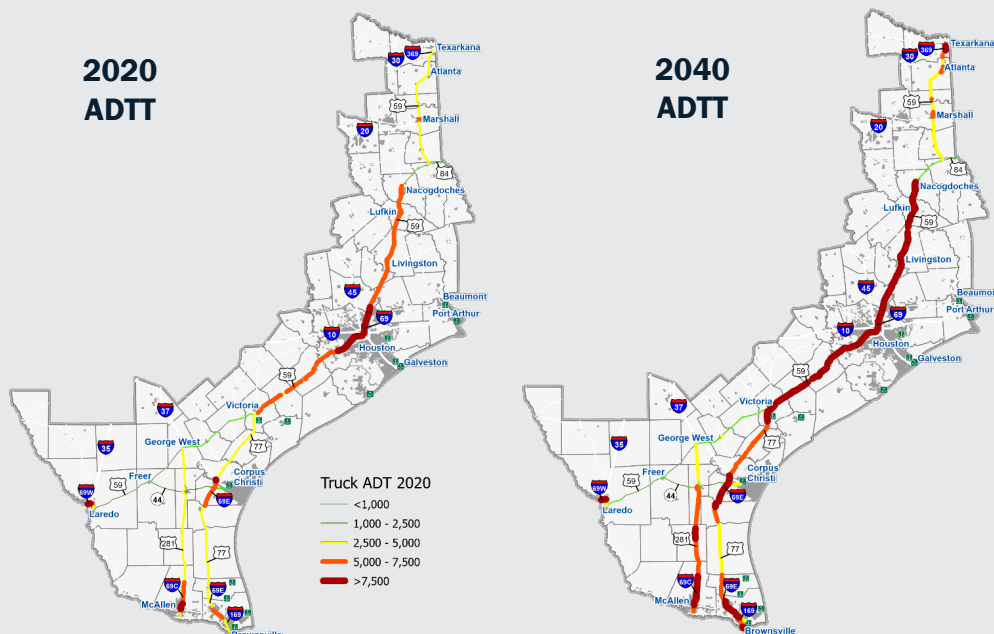 2020
ADTT
30
369
Texarkana
Atlanta
59
Marshall
20
84
Nacogdoches
Lufkin
59
Livingston
45
Beaumont
Port Arthur
69
10
Houston
Galveston
59
Victoria
37
George West
77
35
Freer
Corpus
Christi
69W
59
44
69E
Laredo
281
77
69C
69E
McAllen
169
Brownsville
Truck ADT 2020
<1,000
1,000 - 2,500
2,500 - 5,000
5,000 - 7,500
>7,500
2040
ADTT
30
369
Texarkana
Atlanta
59
Marshall
20
84
Nacogdoches
Lufkin
59
Livingston
45
Beaumont
Port Arthur
69
10
Houston
Galveston
59
Victoria
37
George West
77
35
Freer
Corpus
Christi
69W
59
44
69E
Laredo
281
77
69C
69E
McAllen
169
Brownsville